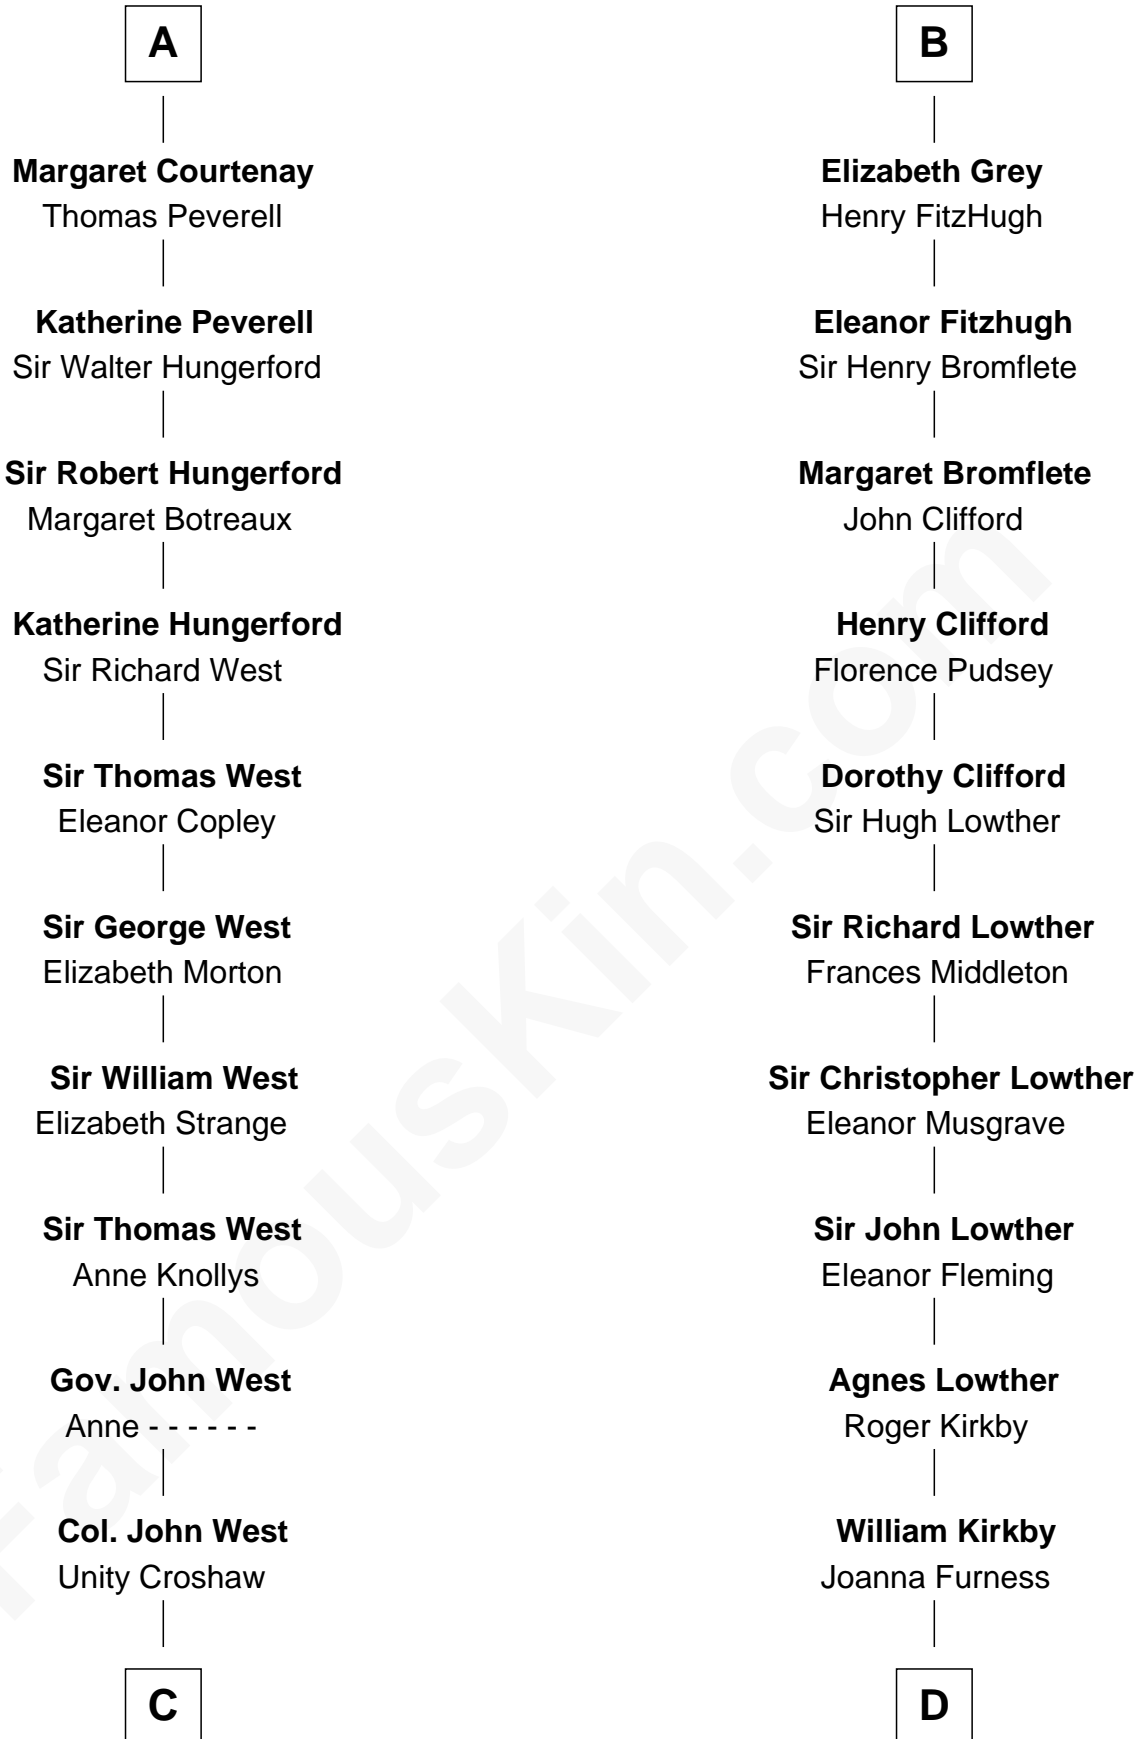 A
Margaret Courtenay
Thomas Peverell
Katherine Peverell
Sir Walter Hungerford
Sir Robert Hungerford
Margaret Botreaux
Katherine Hungerford
Sir Richard West
Sir Thomas West
Eleanor Copley
Sir George West
Elizabeth Morton
Sir William West
Elizabeth Strange
Sir Thomas West
Anne Knollys
Gov. John West
Anne - - - - - -
Col. John West
Unity Croshaw
C
B
Elizabeth Grey
Henry FitzHugh
Eleanor Fitzhugh
Sir Henry Bromflete
Margaret Bromflete
John Clifford
Henry Clifford
Florence Pudsey
Dorothy Clifford
Sir Hugh Lowther
Sir Richard Lowther
Frances Middleton
Sir Christopher Lowther
Eleanor Musgrave
Sir John Lowther
Eleanor Fleming
Agnes Lowther
Roger Kirkby
William Kirkby
Joanna Furness
D
FamousKin.com